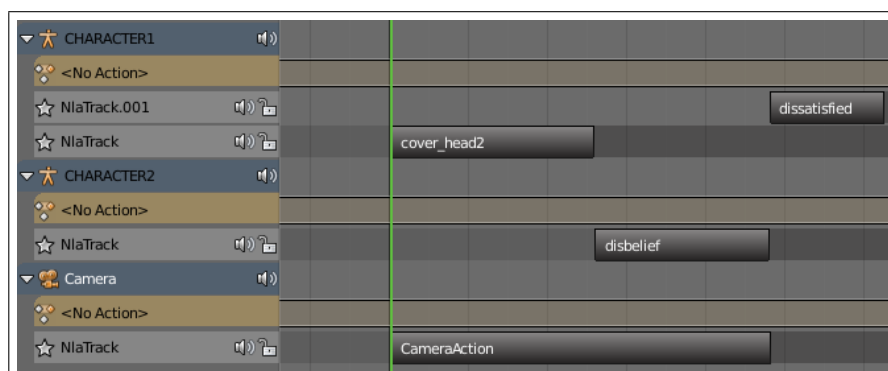 CHARACTER1
<No Action>
NlaTrack.001 dissatisfied
NlaTrack cover_head2
CHARACTER2
<No Action>
NlaTrack disbelief
Camera
<No Action>
NlaTrack CameraAction